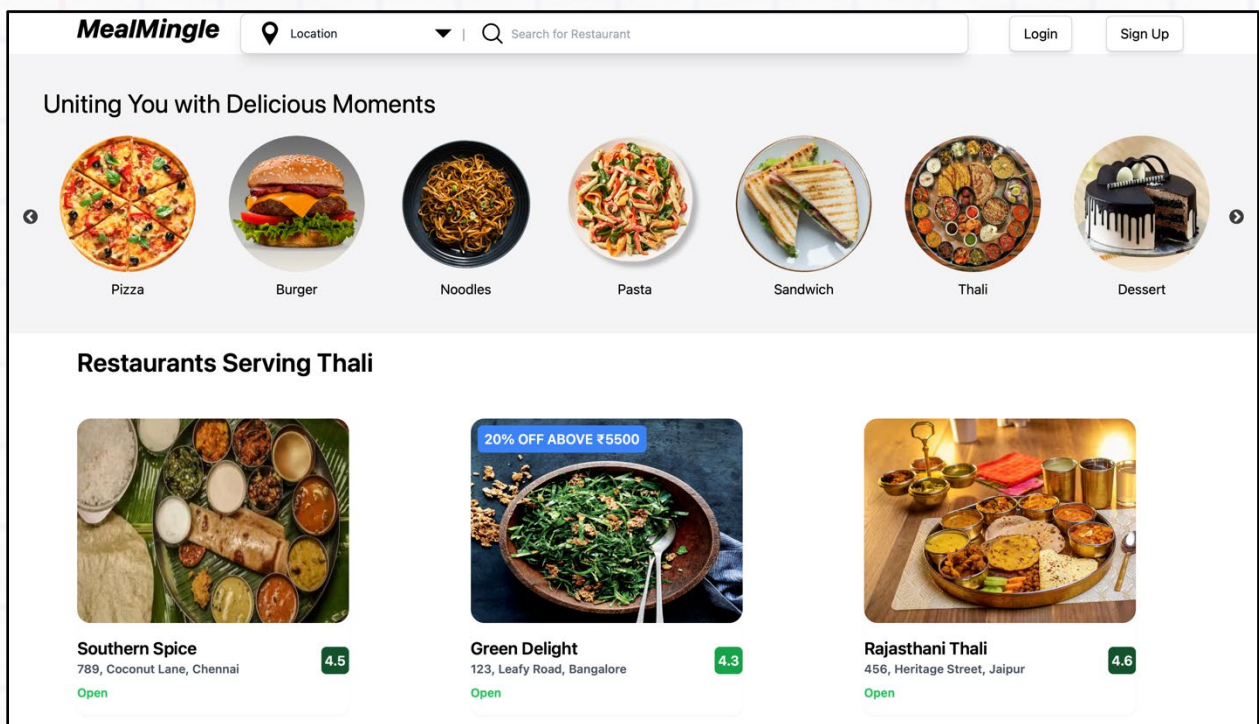 MealMingle
Location
Search for Restaurant
Login
Sign Up
Uniting You with Delicious Moments
Pizza
Burger
Noodles
Pasta
Sandwich
Thali
Dessert
Restaurants Serving Thali
20% OFF ABOVE ₹5500
Southern Spice
789, Coconut Lane, Chennai
4.5
Open
Green Delight
123, Leafy Road, Bangalore
4.3
Open
Rajasthani Thali
456, Heritage Street, Jaipur
4.6
Open